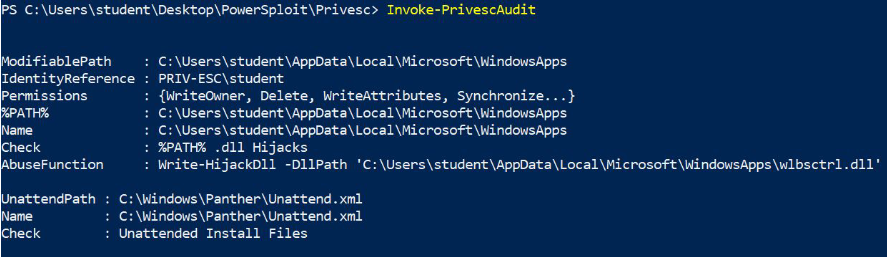 PS C:\Users\student\Desktop\PowerSploit\Privesc> Invoke-PrivescAudit
ModifiablePath    : C:\Users\student\AppData\Local\Microsoft\WindowsApps
IdentityReference : PRIV-ESC\student
Permissions       : {WriteOwner, Delete, WriteAttributes, Synchronize...}
%PATH%            : C:\Users\student\AppData\Local\Microsoft\WindowsApps
Name              : C:\Users\student\AppData\Local\Microsoft\WindowsApps
Check             : %PATH% .dll Hijacks
AbuseFunction     : Write-HijackDll -DllPath 'C:\Users\student\AppData\Local\Microsoft\WindowsApps\wlbsctrl.dll'
UnattendPath : C:\Windows\Panther\Unattend.xml
Name         : C:\Windows\Panther\Unattend.xml
Check        : Unattended Install Files